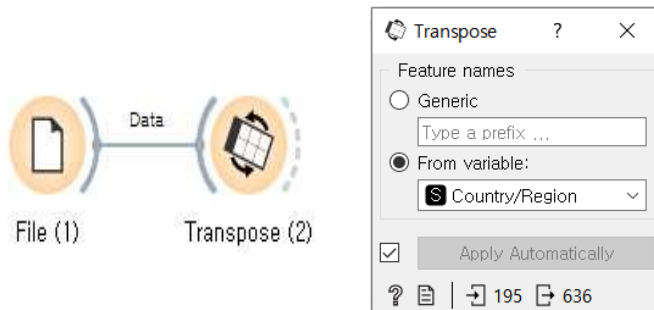 Data
File (1)
Transpose (2)
Transpose ? ×
Feature names
Generic
Type a prefix ...
From variable:
S Country/Region
Apply Automatically
? 195 636